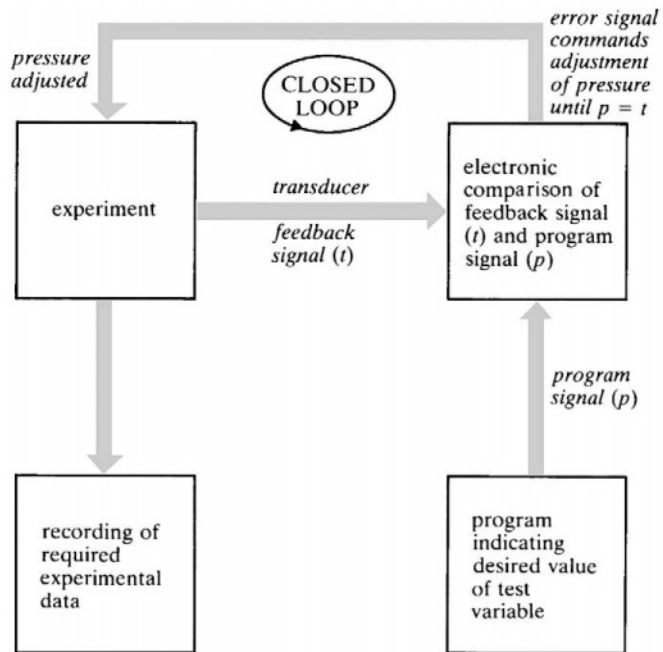 error signal
commands
adjustment
of pressure
until p = t
pressure
adjusted
CLOSED
LOOP
experiment
transducer
feedback
signal (t)
electronic
comparison of
feedback signal
(t) and program
signal (p)
program
signal (p)
recording of
required
experimental
data
program
indicating
desired value
of test
variable